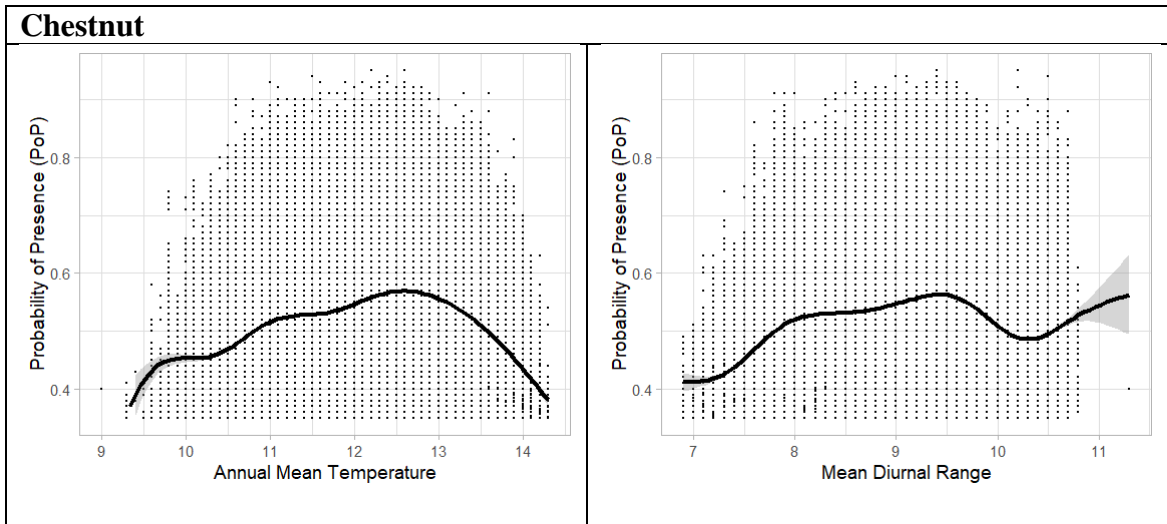 Chestnut
Probability of Presence (PoP)
0.8
0.6
0.4
9 10 11 12 13 14
Annual Mean Temperature
Probability of Presence (PoP)
0.8
0.6
0.4
7 8 9 10 11
Mean Diurnal Range